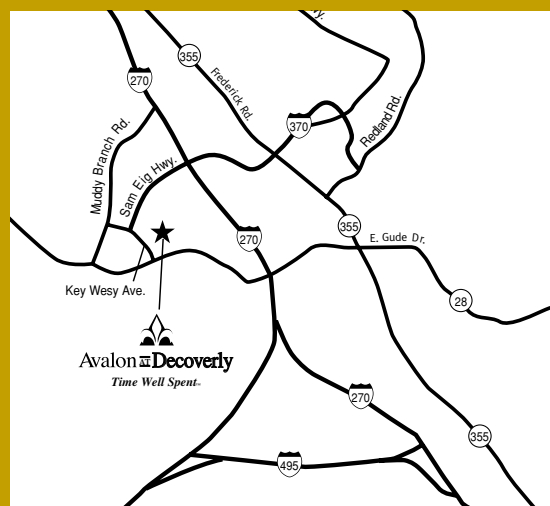 wy.
355
Frederick Rd.
270
370
Redland Rd.
Muddy Branch Rd.
Sam Eig Hwy.
355
270
E. Gude Dr.
Key Wesy Ave.
28
Avalon AT Decoverly
Time Well Spent
270
355
495